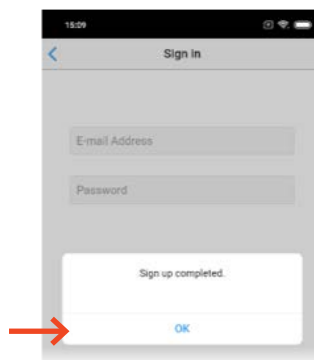 15:09
Sign in
E-mail Address
Password
Sign up completed.
OK